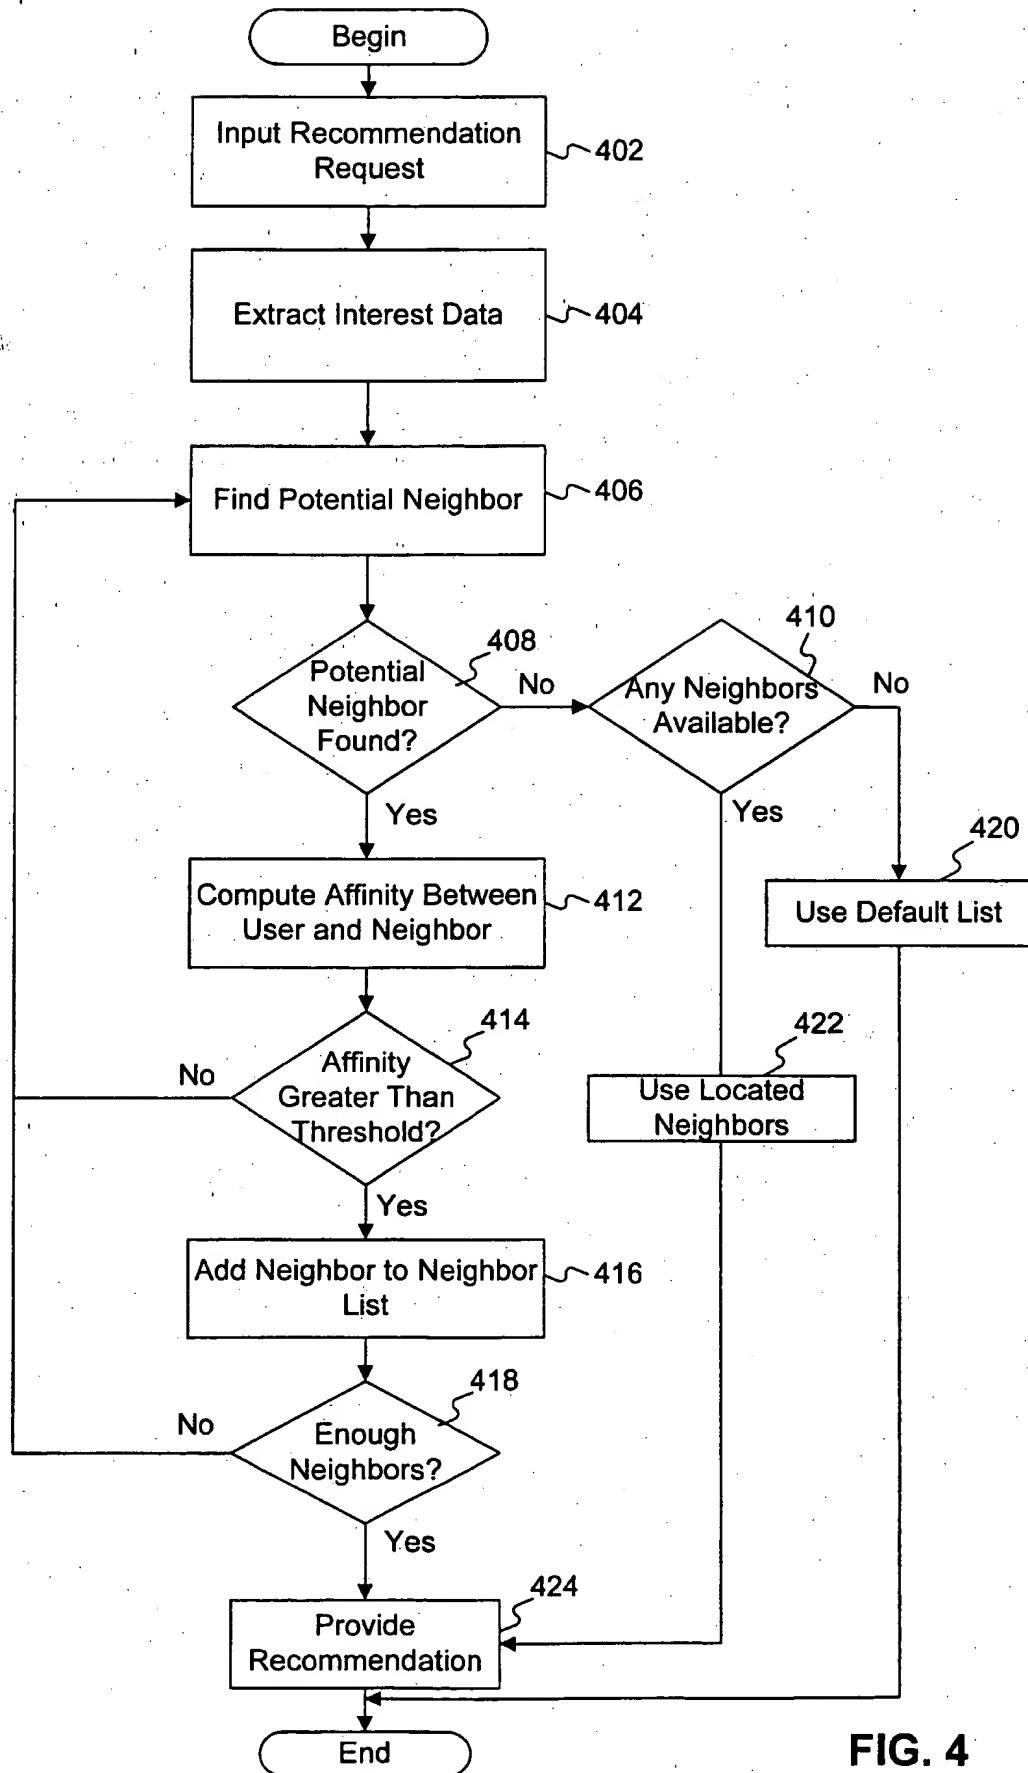 Begin
Input Recommendation
Request
402
Extract Interest Data
404
Find Potential Neighbor
406
Potential
Neighbor
Found?
408
No
Any Neighbors
Available?
410
No
Yes
Yes
Compute Affinity Between
User and Neighbor
412
420
Use Default List
Affinity
Greater Than
Threshold?
414
No
422
Use Located
Neighbors
Yes
Add Neighbor to Neighbor
List
416
Enough
Neighbors?
418
No
Yes
424
Provide
Recommendation
End
FIG. 4